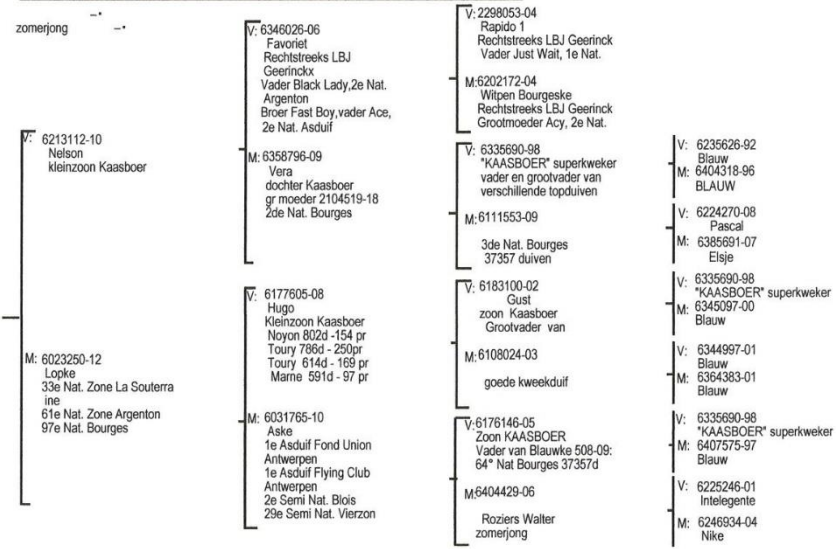 zomerjong
V: 6213112-10
Nelson
kleinzoon Kaasboer
M: 6023250-12
Lopke
33e Nat. Zone La Souterra
ine
61e Nat. Zone Argenton
97e Nat. Bourges
V: 6346026-06
Favoriet
Rechtstreeks LBJ
Geerinckx
Vader Black Lady,2e Nat.
Argenton
Broer Fast Boy,vader Ace,
2e Nat. Asduif
M: 6358796-09
Vera
dochter Kaasboer
gr moeder 2104519-18
2de Nat. Bourges
V: 6177605-08
Hugo
Kleinzoon Kaasboer
Noyon 802d -154 pr
Toury 786d - 250pr
Toury 614d - 169 pr
Marne 591d - 97 pr
M: 6031765-10
Aske
1e Asduif Fond Union
Antwerpen
1e Asduif Flying Club
Antwerpen
2e Semi Nat. Blois
29e Semi Nat. Vierzon
V: 2298053-04
Rapido 1
Rechtstreeks LBJ Geerinck
Vader Just Wait, 1e Nat.
M:6202172-04
Witpen Bourgeske
Rechtstreeks LBJ Geerinck
Grootmoeder Acy, 2e Nat.
V: 6335690-98
"KAASBOER" superkweker
vader en grootvader van
verschillende topduiven
M:6111553-09
3de Nat. Bourges
37357 duiven
V: 6183100-02
Gust
zoon Kaasboer
Grootvader van
M:6108024-03
goede kweekduif
V:6176146-05
Zoon KAASBOER
Vader van Blauwke 508-09:
64° Nat Bourges 37357d
M:6404429-06
Roziers Walter
zomerjong
V: 6235626-92
Blauw
M: 6404318-96
BLAUW
V: 6224270-08
Pascal
M: 6385691-07
Elsje
V: 6335690-98
"KAASBOER" superkweker
M: 6345097-00
Blauw
V: 6344997-01
Blauw
M: 6364383-01
Blauw
V: 6335690-98
"KAASBOER" superkweker
M: 6407575-97
Blauw
V: 6225246-01
Intelegente
M: 6246934-04
Nike